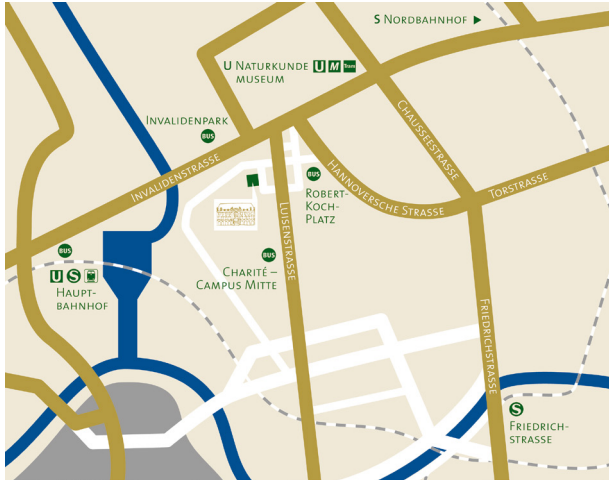 S NORDBAHNHOF
U NATURKUNDE
MUSEUM
U M Tram
INVALIDENPARK
BUS
CHAUSSEESTRASSE
INVALIDENSTRASSE
BUS
ROBERT-
KOCH-
PLATZ
HANNOVERSCHE STRASSE
TORSTRASSE
LUISENSTRASSE
BUS
CHARITÉ –
CAMPUS MITTE
BUS
U S
HAUPT-
BAHNHOF
FRIEDRICHSTRASSE
S
FRIEDRICH-
STRASSE